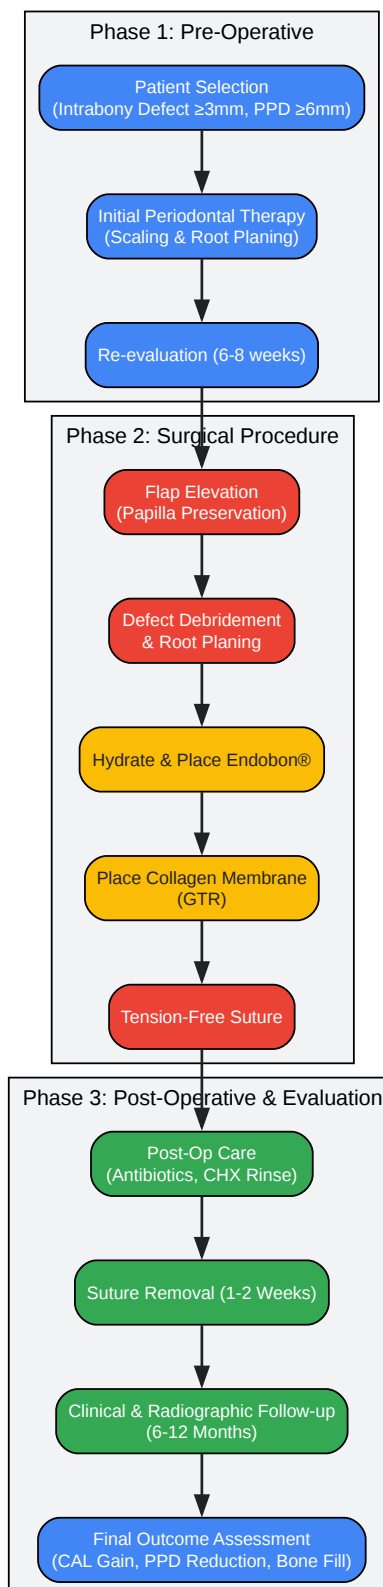 Phase 1: Pre-Operative
Patient Selection
(Intrabony Defect ≥3mm, PPD ≥6mm)
Initial Periodontal Therapy
(Scaling & Root Planing)
Re-evaluation (6-8 weeks)
Phase 2: Surgical Procedure
Flap Elevation
(Papilla Preservation)
Defect Debridement
& Root Planing
Hydrate & Place Endobon®
Place Collagen Membrane
(GTR)
Tension-Free Suture
Phase 3: Post-Operative & Evaluation
Post-Op Care
(Antibiotics, CHX Rinse)
Suture Removal (1-2 Weeks)
Clinical & Radiographic Follow-up
(6-12 Months)
Final Outcome Assessment
(CAL Gain, PPD Reduction, Bone Fill)